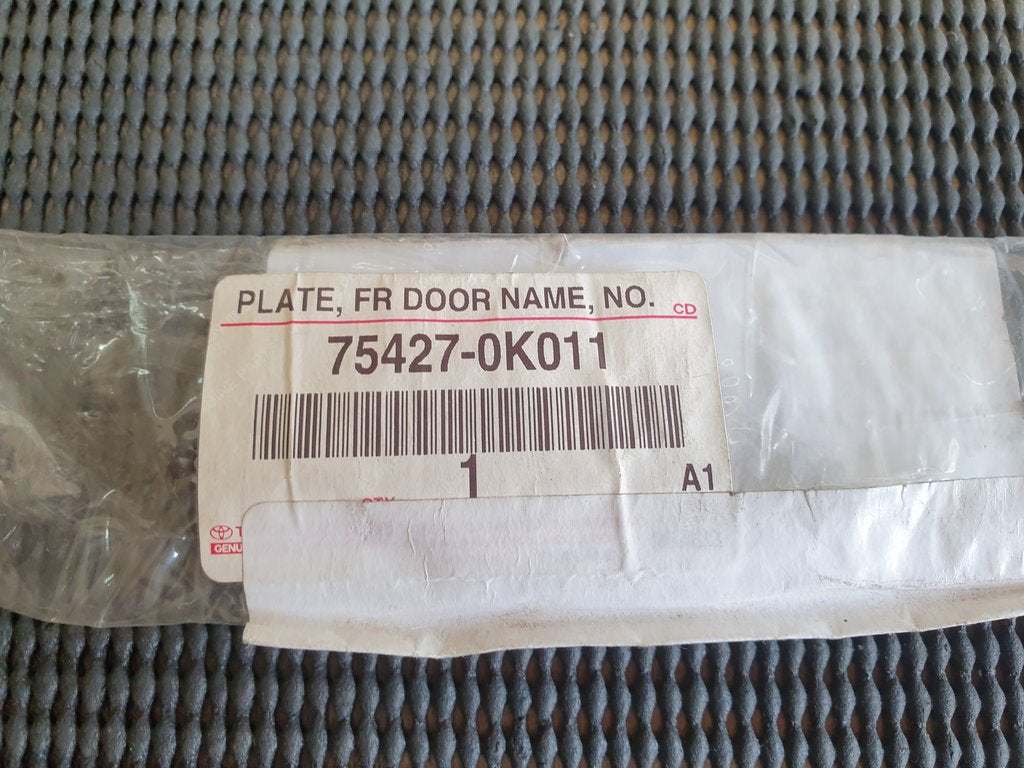 PLATE, FR DOOR NAME, NO.
CD
75427-0K011
1
A1